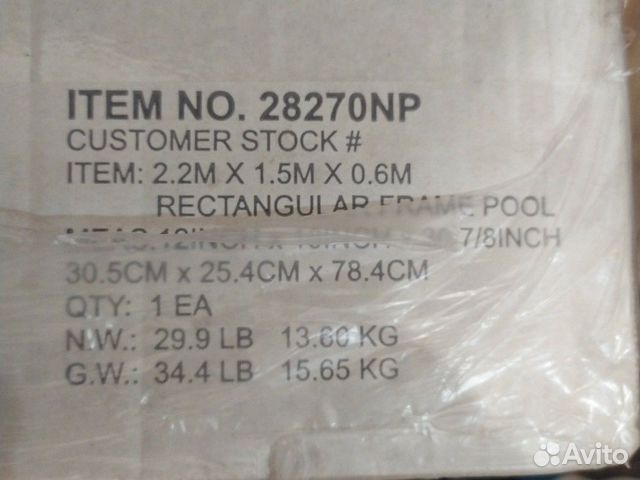 ITEM NO. 28270NP
CUSTOMER STOCK #
ITEM: 2.2M X 1.5M X 0.6M
RECTANGULAR FRAME POOL
7/8INCH
30.5CM x 25.4CM x 78.4CM
QTY: 1 EA
N.W.: 29.9 LB 13.60 KG
G.W.: 34.4 LB 15.65 KG
Avito